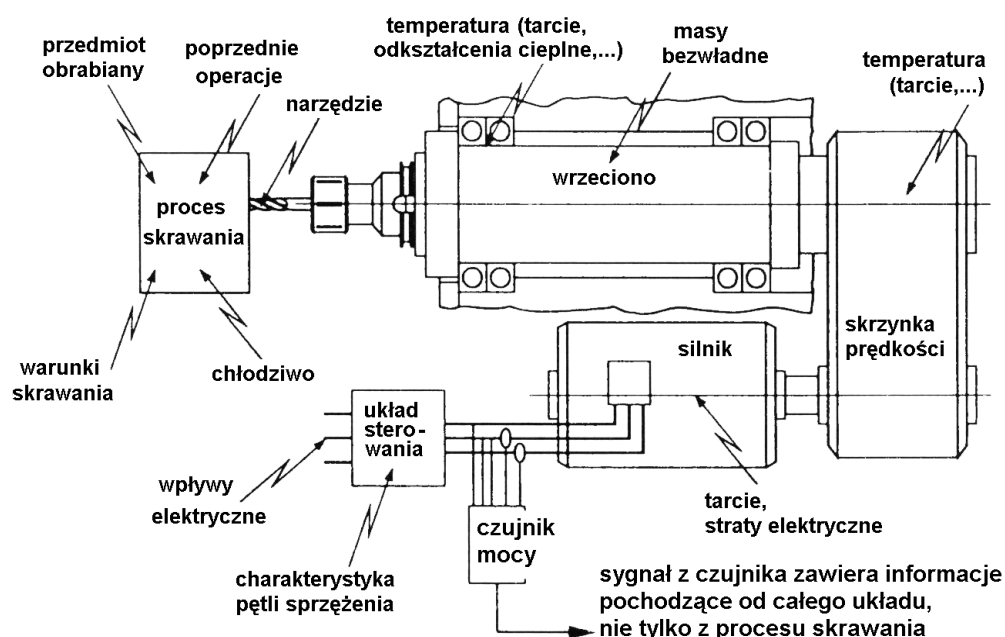 temperatura (tarcie,
odkształcenia cieplne,...)
masy
bezwładne
temperatura
(tarcie,...)
przedmiot
obrabiany
poprzednie
operacje
narzędzie
proces
skrawania
wrzeciono
warunki
skrawania
chłodziwo
silnik
skrzynka
prędkości
układ
stero-
wania
wpływy
elektryczne
czujnik
mocy
tarcie,
straty elektryczne
charakterystyka
pętli sprzężenia
sygnał z czujnika zawiera informacje
pochodzące od całego układu,
nie tylko z procesu skrawania